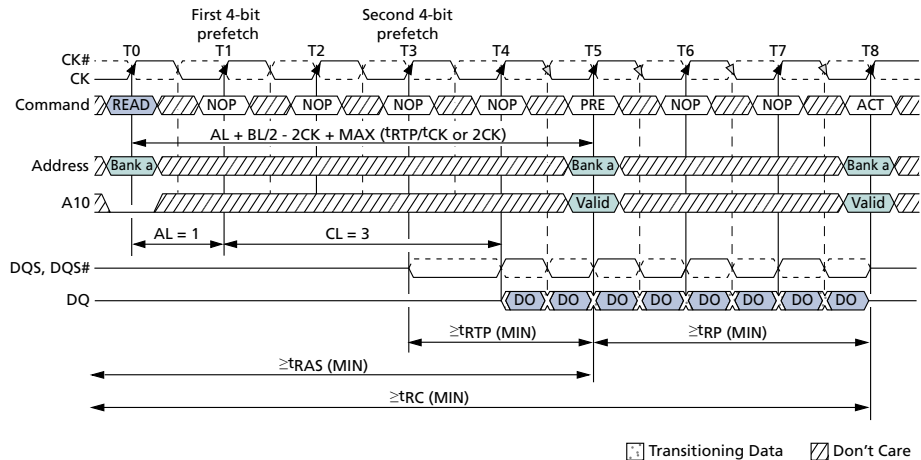 First 4-bit prefetch
Second 4-bit prefetch
T0 T1 T2 T3 T4 T5 T6 T7 T8
CK#
CK
Command READ NOP NOP NOP NOP PRE NOP NOP ACT
AL + BL/2 - 2CK + MAX (tRTP/tCK or 2CK)
Address Bank a Bank a Bank a
A10 Valid Valid
AL = 1 CL = 3
DQS, DQS#
DQ DO DO DO DO DO DO DO DO
≥tRTP (MIN) ≥tRP (MIN)
≥tRAS (MIN)
≥tRC (MIN)
Transitioning Data Don't Care